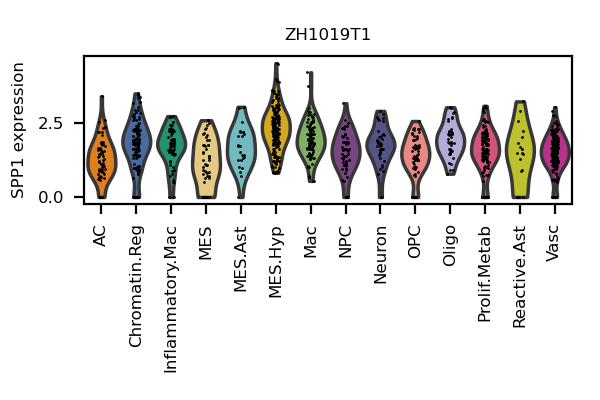 ZH1019T1
SPP1 expression
2.5
0.0
AC
Chromatin.Reg
Inflammatory.Mac
MES
MES.Ast
MES.Hyp
Mac
NPC
Neuron
OPC
Oligo
Prolif.Metab
Reactive.Ast
Vasc